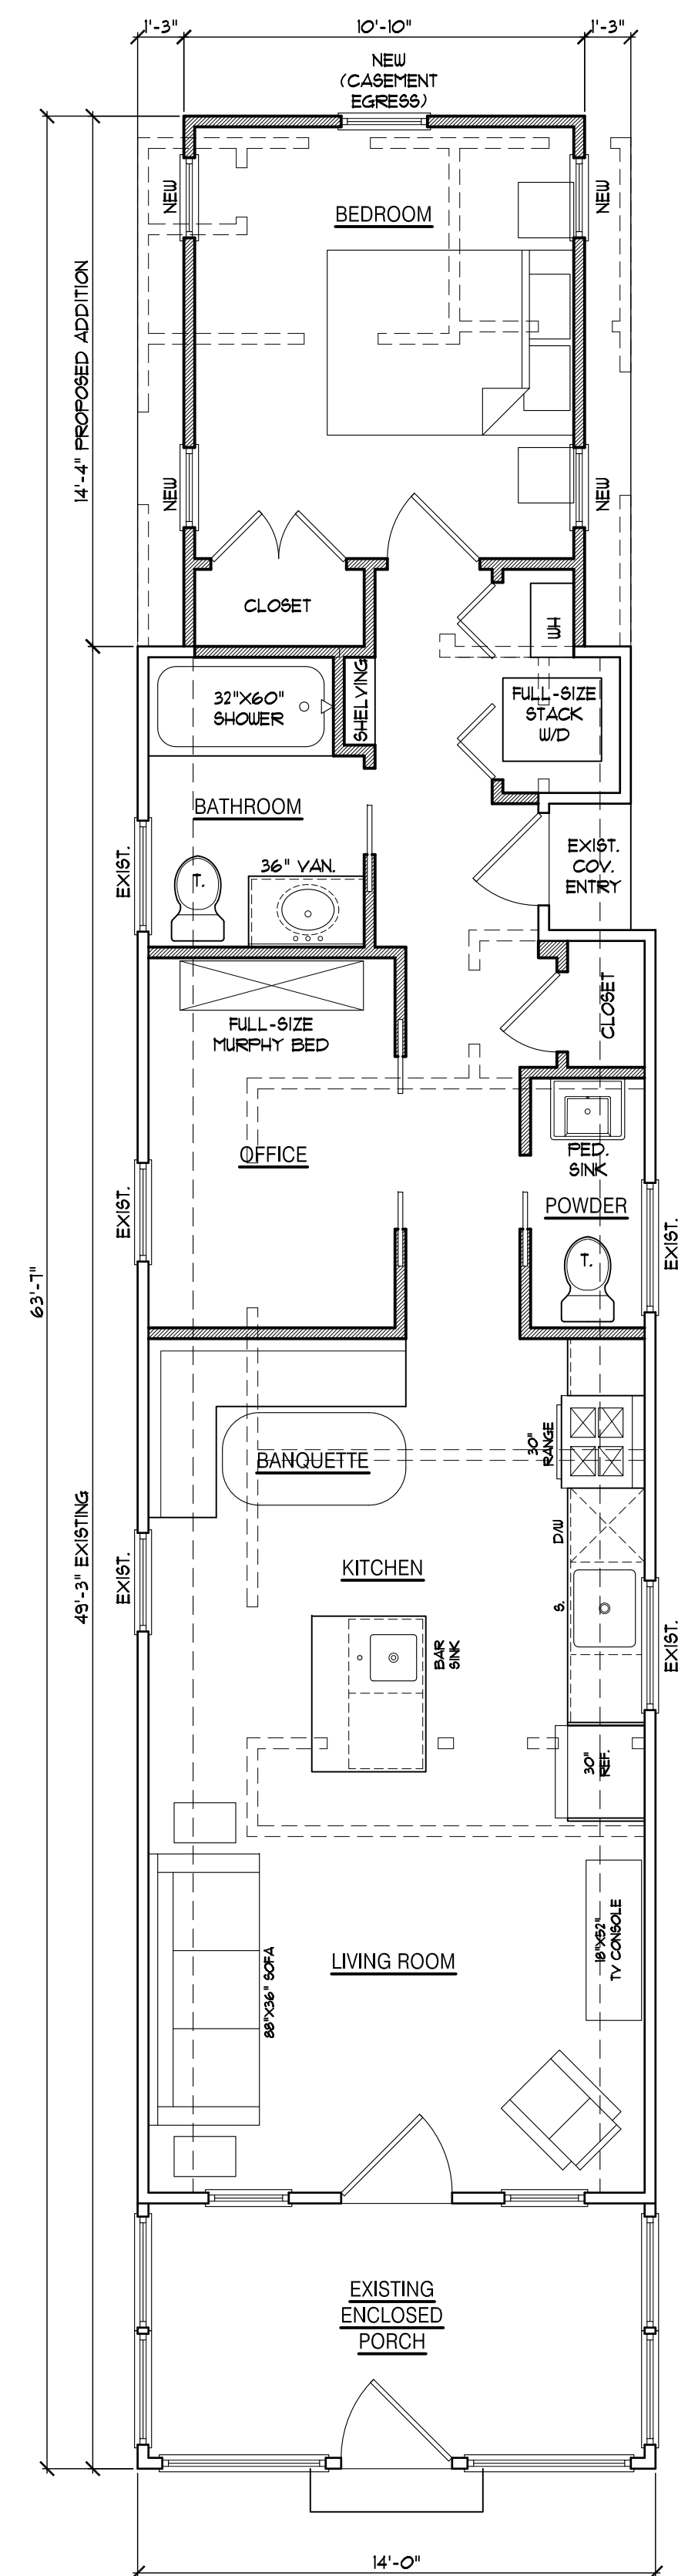 1'-3"
10'-10"
1'-3"
NEW
(CASEMENT
EGRESS)
NEW
NEW
BEDROOM
14'-4" PROPOSED ADDITION
NEW
NEW
CLOSET
WH
SHELVING
32"X60"
SHOWER
FULL-SIZE
STACK
W/D
BATHROOM
EXIST.
EXIST.
COV.
ENTRY
T.
36" VAN.
CLOSET
FULL-SIZE
MURPHY BED
OFFICE
PED.
SINK
POWDER
EXIST.
EXIST.
T.
63'-7"
30"
RANGE
BANQUETTE
49'-3" EXISTING
D/W
EXIST.
KITCHEN
S.
EXIST.
BAR
SINK
30"
REF.
88"X36" SOFA
LIVING ROOM
18"X52"
TV CONSOLE
EXISTING
ENCLOSED
PORCH
14'-0"